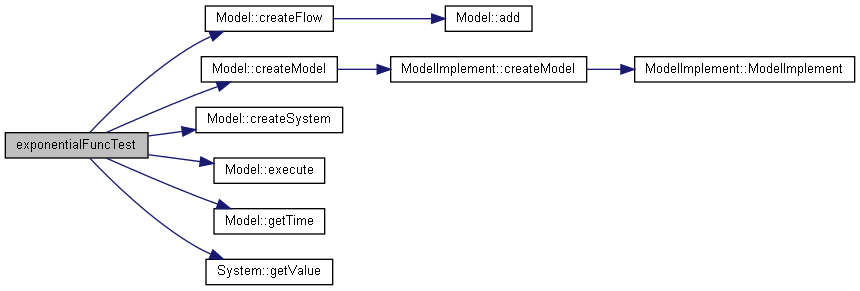 Model::createFlow
Model::add
Model::createModel
ModelImplement::createModel
ModelImplement::ModelImplement
Model::createSystem
exponentialFuncTest
Model::execute
Model::getTime
System::getValue